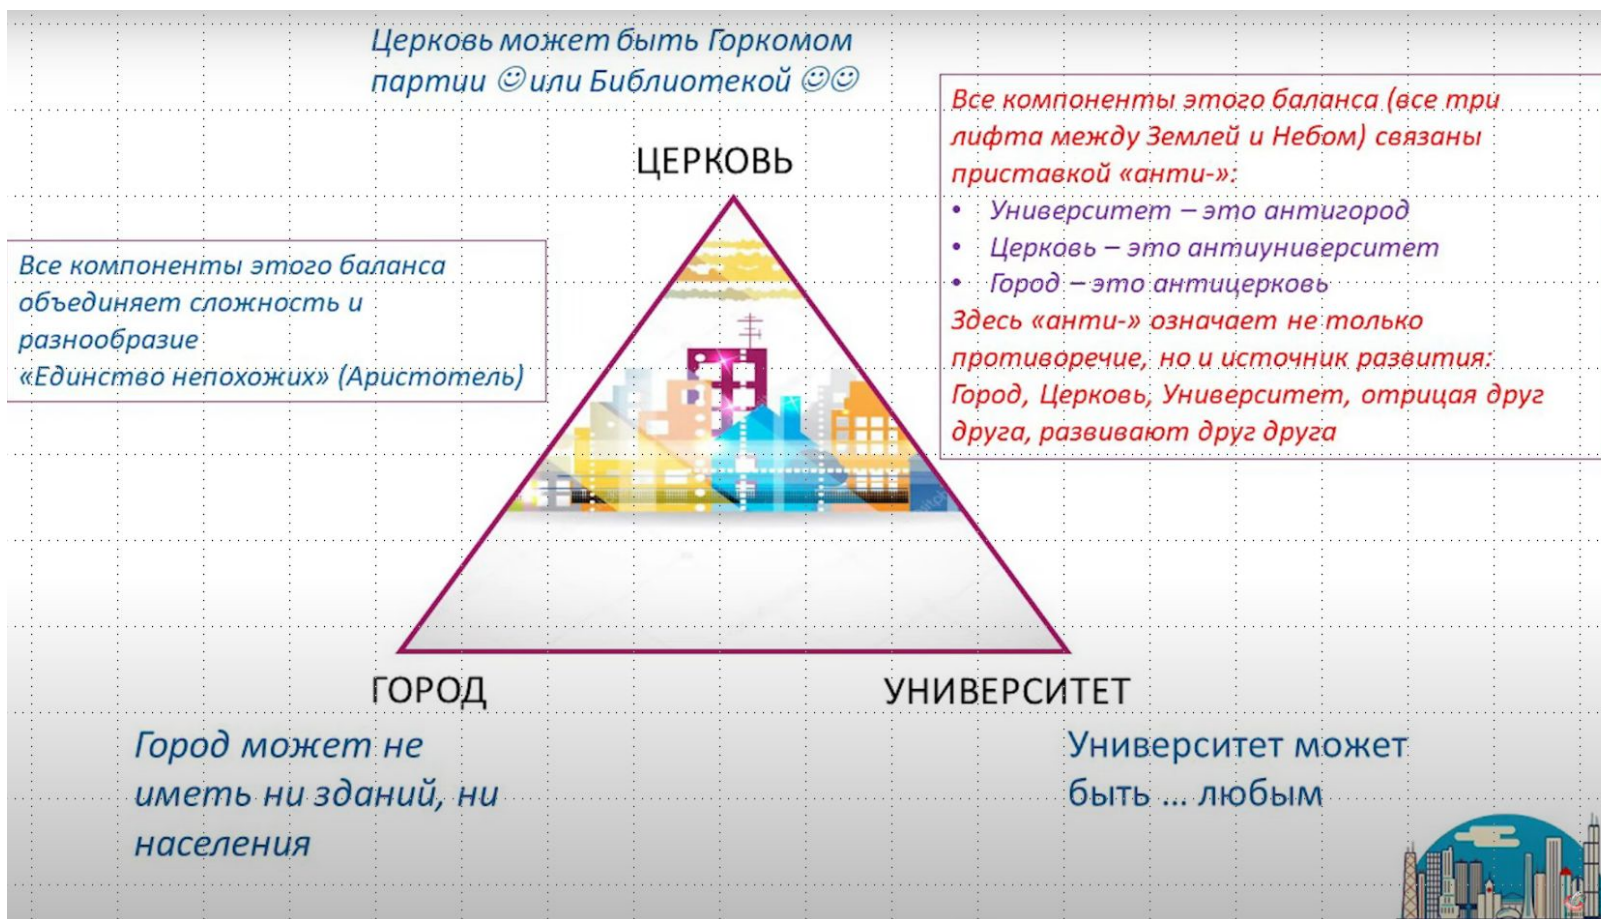 Церковь может быть Горкомом
партии ☺ или Библиотекой ☺☺
Все компоненты этого баланса (все три
лифта между Землей и Небом) связаны
приставкой «анти-»:
• Университет – это антигород
• Церковь – это антиуниверситет
• Город – это антицерковь
Здесь «анти-» означает не только
противоречие, но и источник развития:
Город, Церковь, Университет, отрицая друг
друга, развивают друг друга
ЦЕРКОВЬ
Все компоненты этого баланса
объединяет сложность и
разнообразие
«Единство непохожих» (Аристотель)
ГОРОД
УНИВЕРСИТЕТ
Город может не
иметь ни зданий, ни
населения
Университет может
быть ... любым